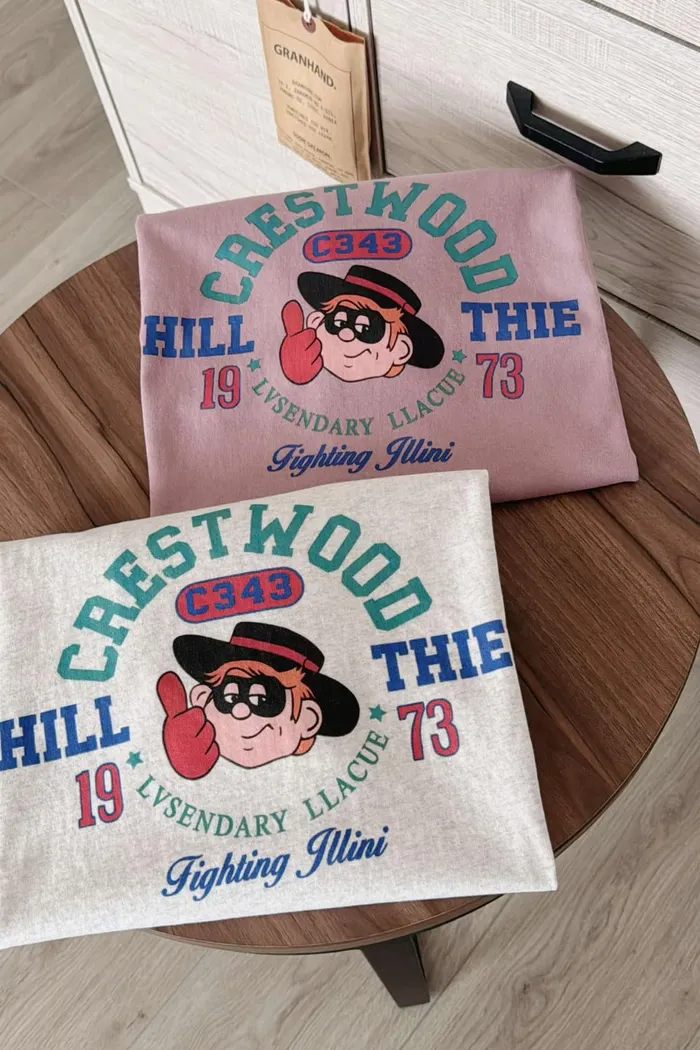 GRANHAND.
CRESTWOOD
C343
HILL THIE
19 73
LVSENDARY LLACUE
Fighting Illini
CRESTWOOD
C343
HILL THIE
19 73
LVSENDARY LLACUE
Fighting Illini